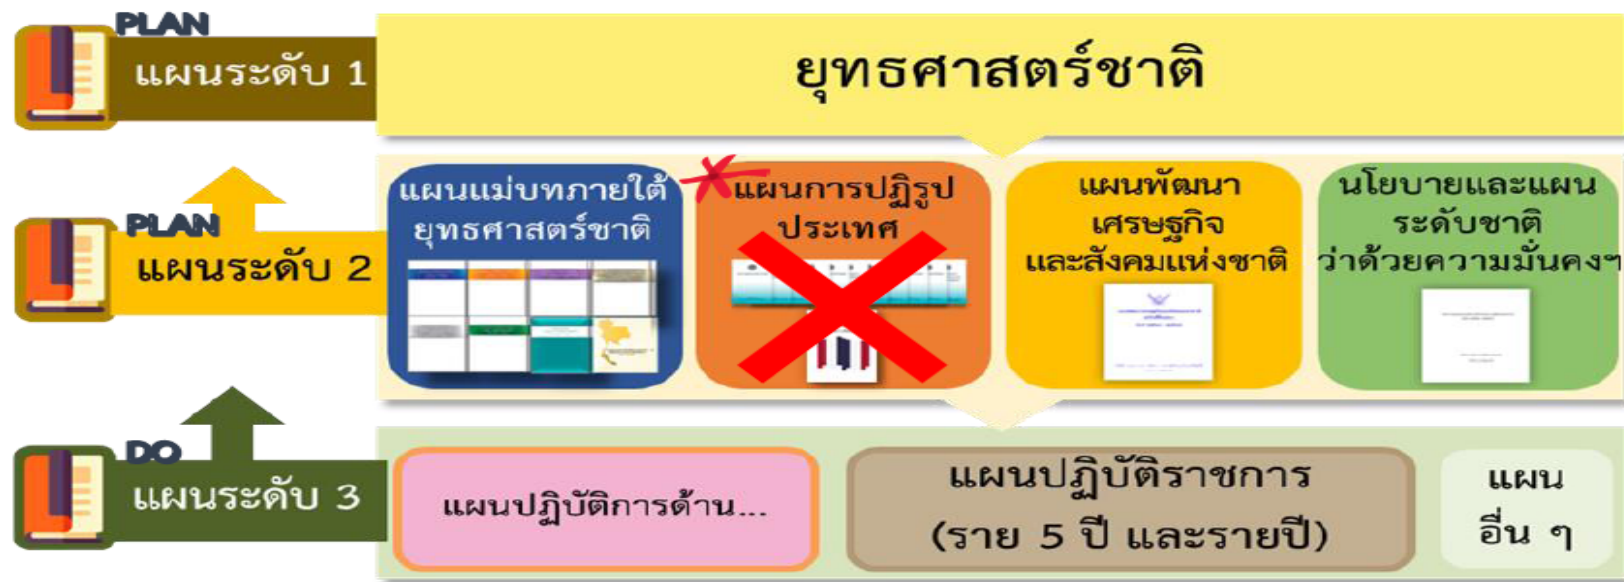 PLAN
แผนระดับ 1
ยุทธศาสตร์ชาติ
PLAN
แผนระดับ 2
แผนแม่บทภายใต้
ยุทธศาสตร์ชาติ
แผนการปฏิรูป
ประเทศ
แผนพัฒนา
เศรษฐกิจ
และสังคมแห่งชาติ
นโยบายและแผน
ระดับชาติ
ว่าด้วยความมั่นคงฯ
DO
แผนระดับ 3
แผนปฏิบัติการด้าน...
แผนปฏิบัติราชการ
(ราย 5 ปี และรายปี)
แผน
อื่น ๆ